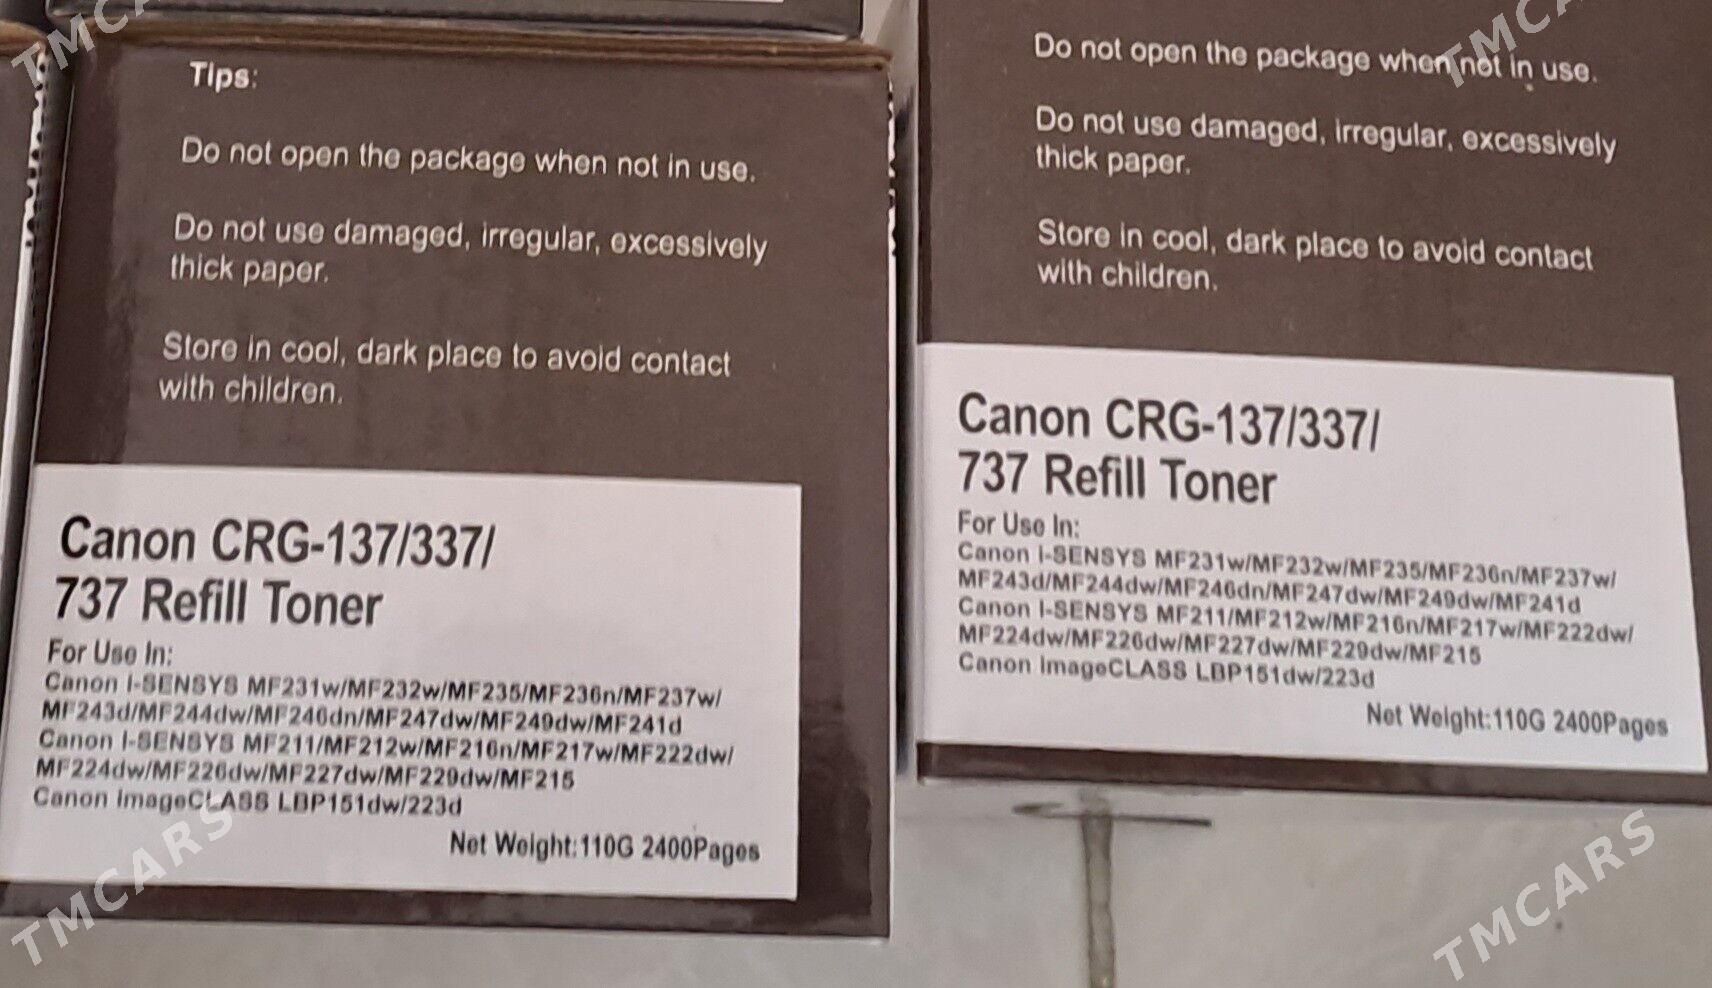 Tips:
Do not open the package when not in use.
Do not use damaged, irregular, excessively
thick paper.
Store in cool, dark place to avoid contact
with children.
Canon CRG-137/337/
737 Refill Toner
For Use In:
Canon I-SENSYS MF231w/MF232w/MF235/MF236n/MF237w/
MF243d/MF244dw/MF246dn/MF247dw/MF249dw/MF241d
Canon I-SENSYS MF211/MF212w/MF216n/MF217w/MF222dw/
MF224dw/MF226dw/MF227dw/MF229dw/MF215
Canon imageCLASS LBP151dw/223d
Net Weight:110G 2400Pages
Do not open the package when not in use.
Do not use damaged, irregular, excessively
thick paper.
Store in cool, dark place to avoid contact
with children.
Canon CRG-137/337/
737 Refill Toner
For Use In:
Canon I-SENSYS MF231w/MF232w/MF235/MF236n/MF237w/
MF243d/MF244dw/MF246dn/MF247dw/MF249dw/MF241d
Canon I-SENSYS MF211/MF212w/MF216n/MF217w/MF222dw/
MF224dw/MF226dw/MF227dw/MF229dw/MF215
Canon imageCLASS LBP151dw/223d
Net Weight:110G 2400Pages
TMCARS
TMCARS
TMCARS
TMCARS